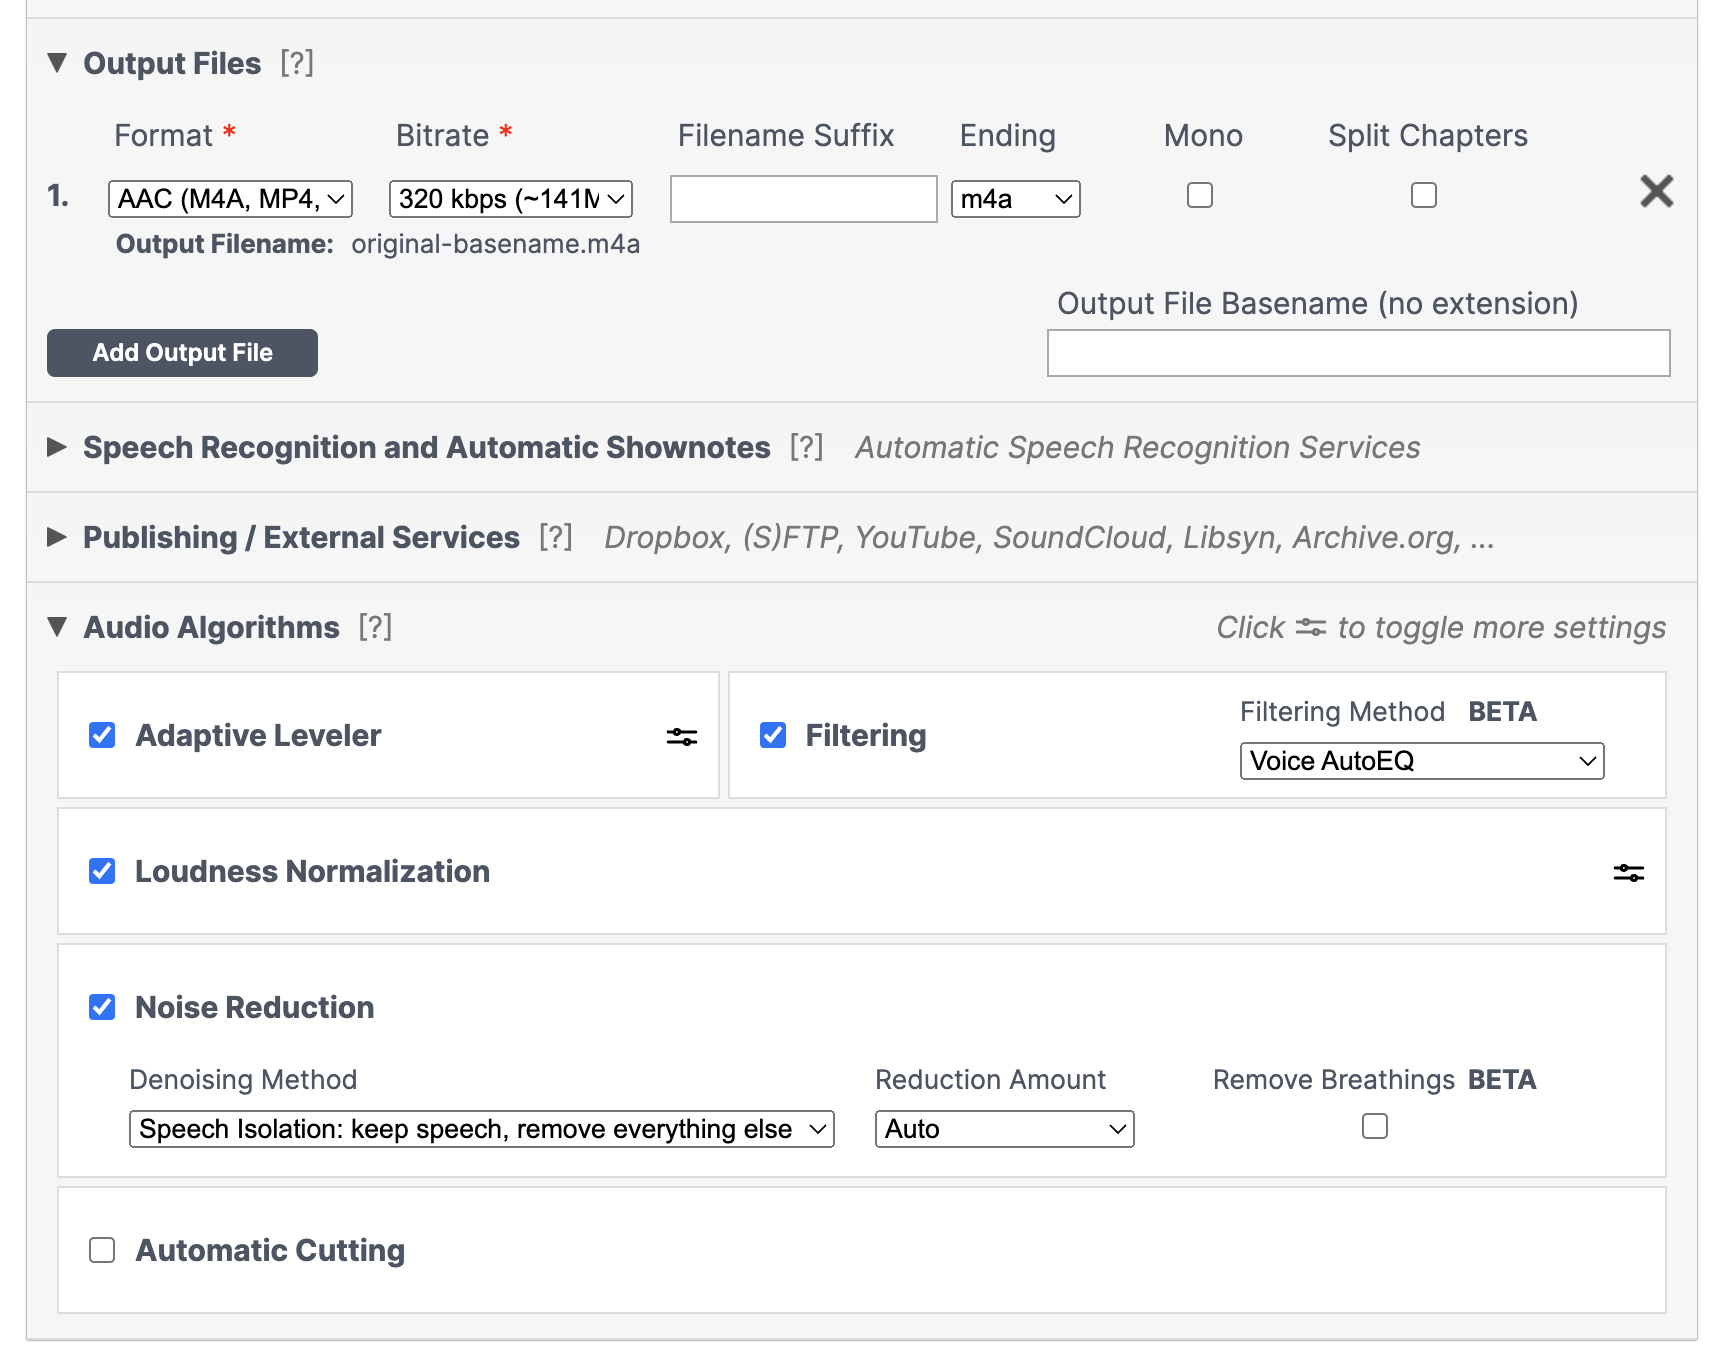 Output Files [?]
Format * Bitrate * Filename Suffix Ending Mono Split Chapters
1. AAC (M4A, MP4, 320 kbps (~141M m4a
Output Filename: original-basename.m4a
Output File Basename (no extension)
Add Output File
Speech Recognition and Automatic Shownotes [?] Automatic Speech Recognition Services
Publishing / External Services [?] Dropbox, (S)FTP, YouTube, SoundCloud, Libsyn, Archive.org, ...
Audio Algorithms [?] Click to toggle more settings
Adaptive Leveler
Filtering
Filtering Method BETA
Voice AutoEQ
Loudness Normalization
Noise Reduction
Denoising Method Reduction Amount Remove Breathings BETA
Speech Isolation: keep speech, remove everything else Auto
Automatic Cutting